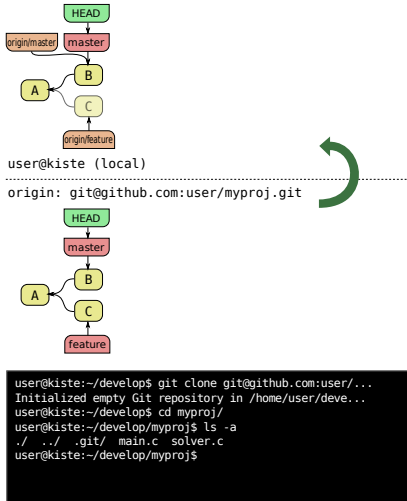 HEAD
origin/master
master
B
A
C
origin/feature
user@kiste (local)
origin: git@github.com:user/myproj.git
HEAD
master
B
A
C
feature
user@kiste:~/develop$ git clone git@github.com:user/...
Initialized empty Git repository in /home/user/deve...
user@kiste:~/develop$ cd myproj/
user@kiste:~/develop/myproj$ ls -a
./  ../  .git/  main.c  solver.c
user@kiste:~/develop/myproj$